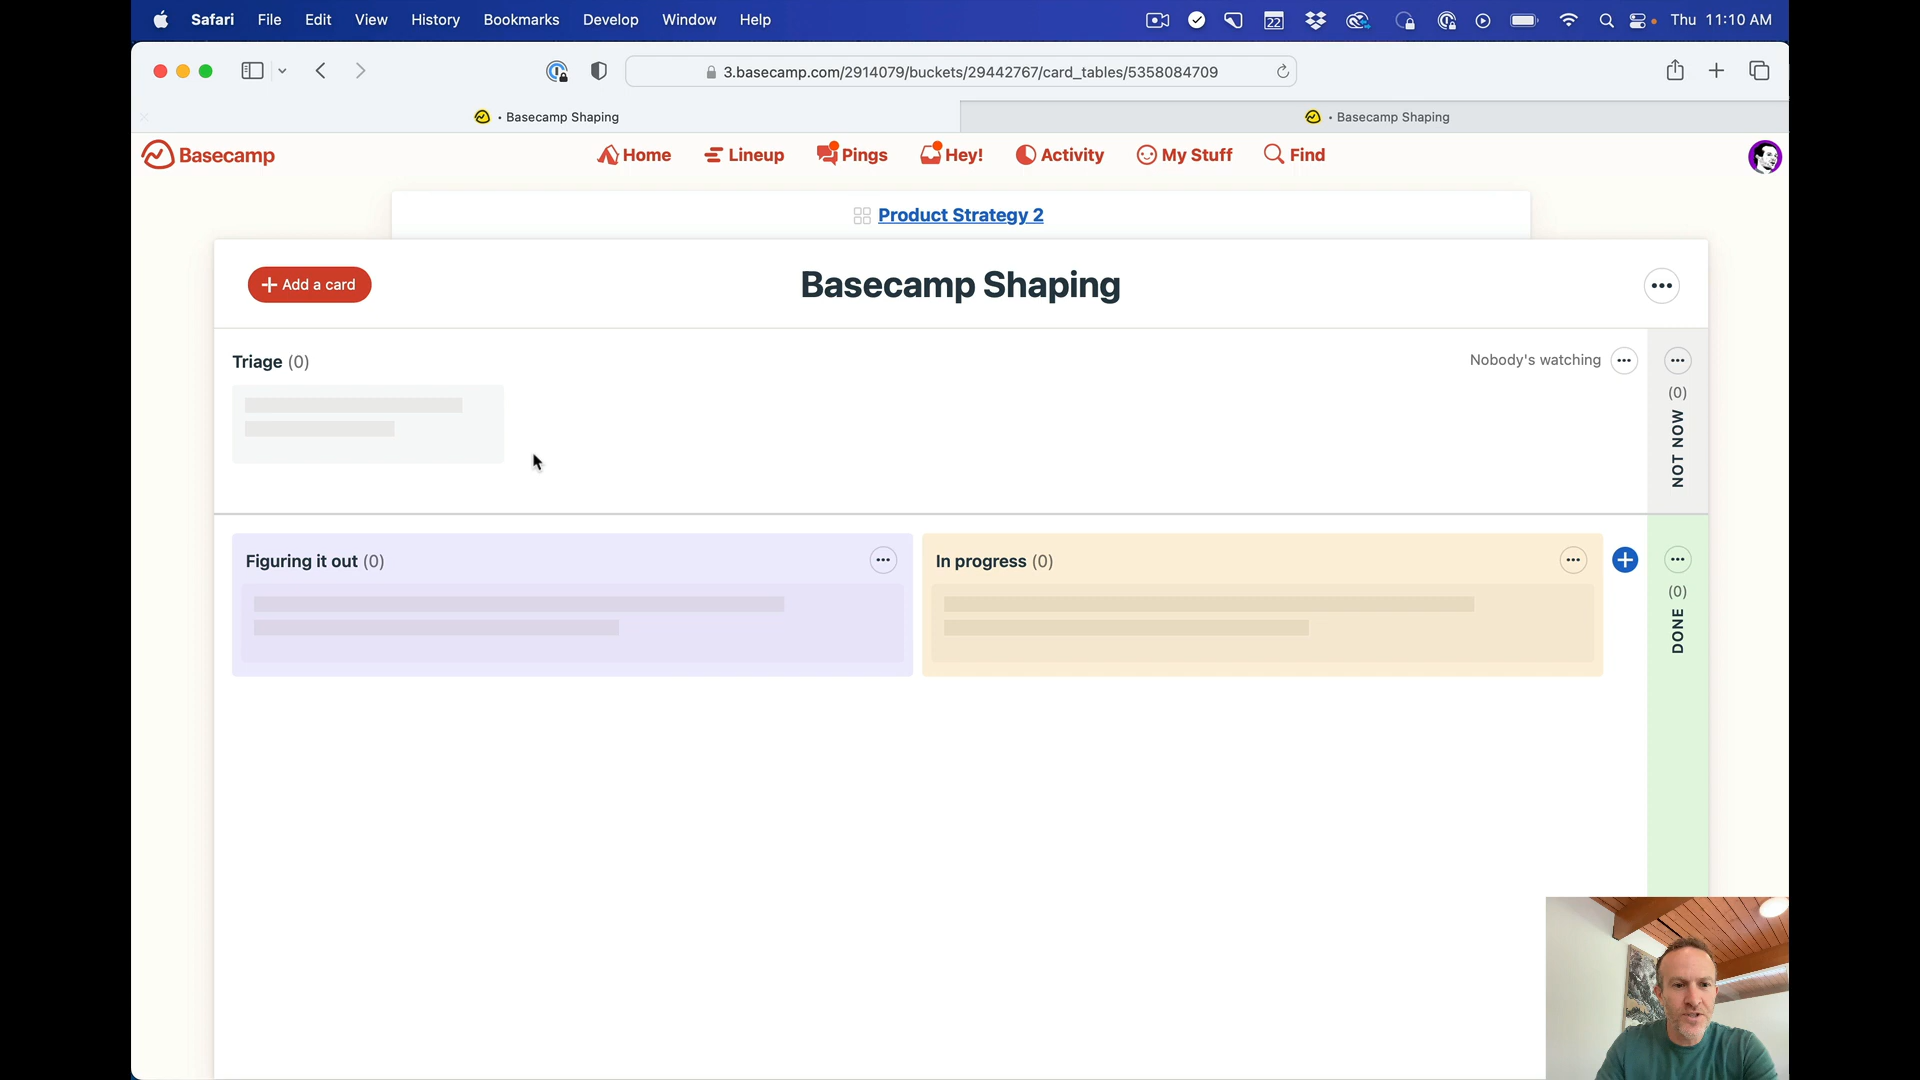 Safari File Edit View History Bookmarks Develop Window Help 22 Thu 11:10 AM
3.basecamp.com/2914079/buckets/29442767/card_tables/5358084709
• Basecamp Shaping
• Basecamp Shaping
Basecamp
Home Lineup Pings Hey! Activity My Stuff Find
Product Strategy 2
+ Add a card
Basecamp Shaping
Triage (0)
Nobody's watching
(0)
NOT NOW
Figuring it out (0)
In progress (0)
(0)
DONE